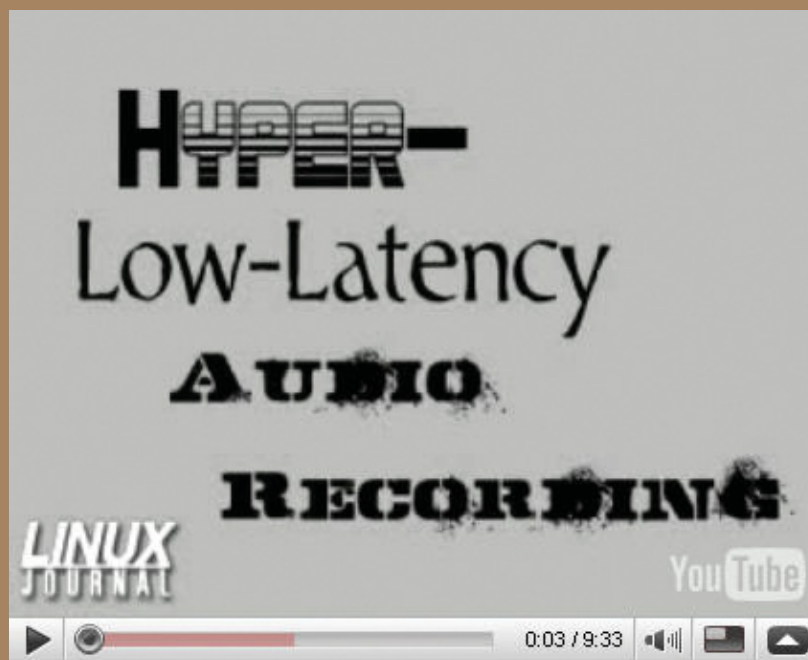 HYPER-
LOW-LATENCY
AUDIO
RECORDING
LINUX
JOURNAL
YouTube
0:03 / 9:33